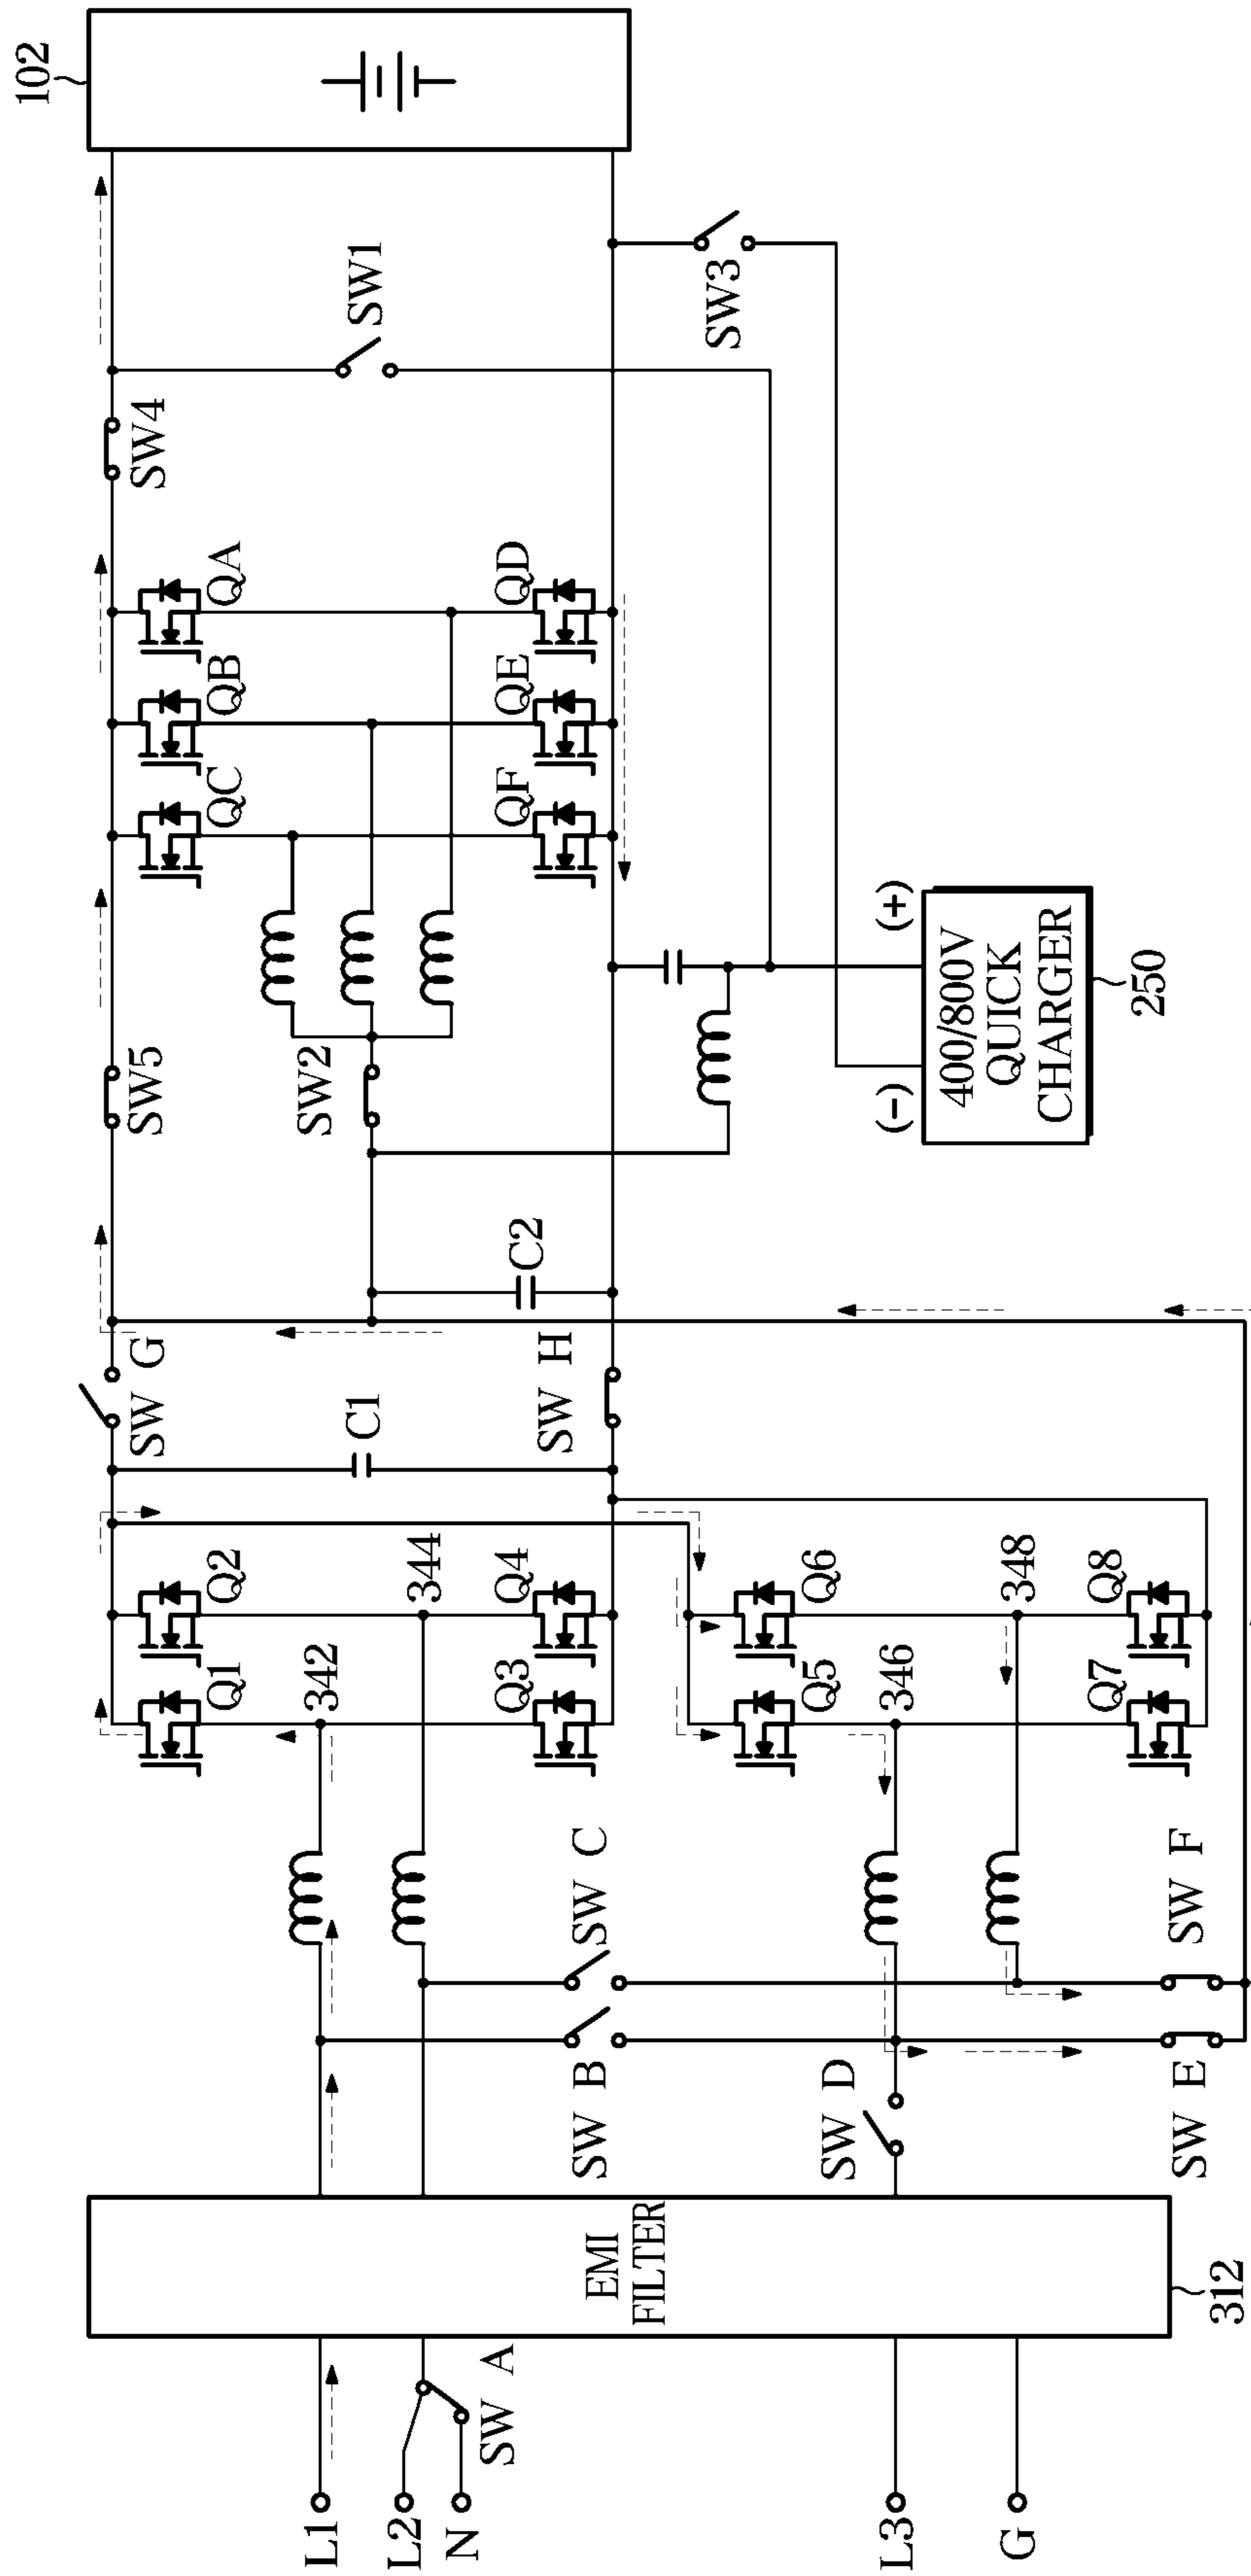 L1
L2
N
SW A
L3
G
EMI
FILTER
312
SW B
SW C
SW D
SW E
SW F
Q1
Q2
342
344
Q3
Q4
Q5
Q6
346
348
Q7
Q8
C1
SW G
SW H
C2
SW5
SW2
QC
QB
QA
QF
QE
QD
SW4
SW1
SW3
(-)
(+)
400/800V
QUICK
CHARGER
250
102